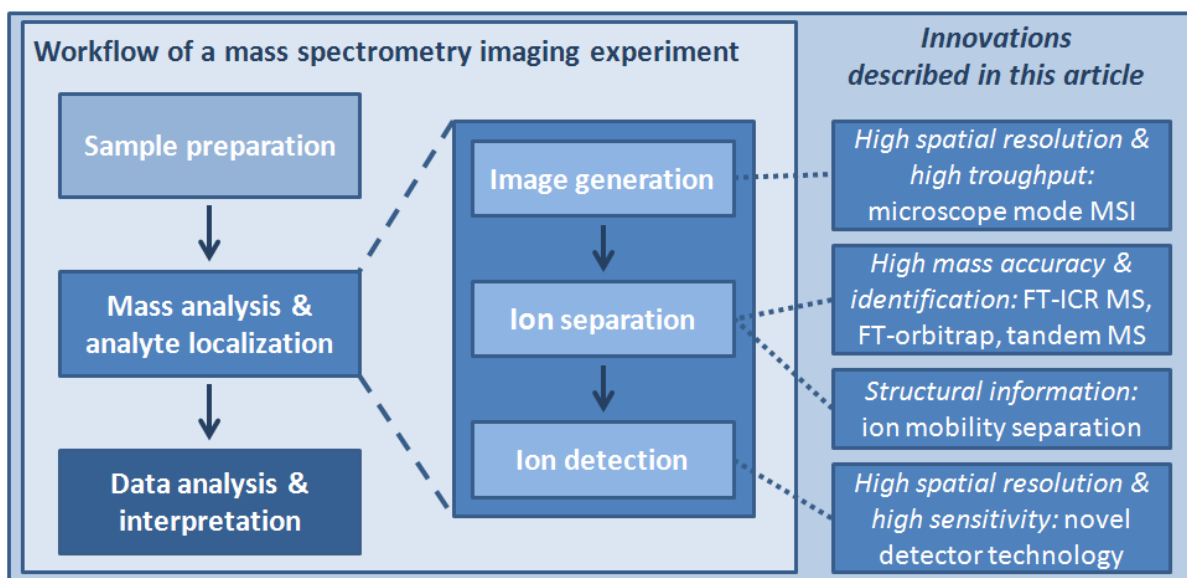 Workflow of a mass spectrometry imaging experiment
Sample preparation
Mass analysis &
analyte localization
Data analysis &
interpretation
Image generation
Ion separation
Ion detection
Innovations
described in this article
High spatial resolution &
high troughput:
microscope mode MSI
High mass accuracy &
identification: FT-ICR MS,
FT-orbitrap, tandem MS
Structural information:
ion mobility separation
High spatial resolution &
high sensitivity: novel
detector technology